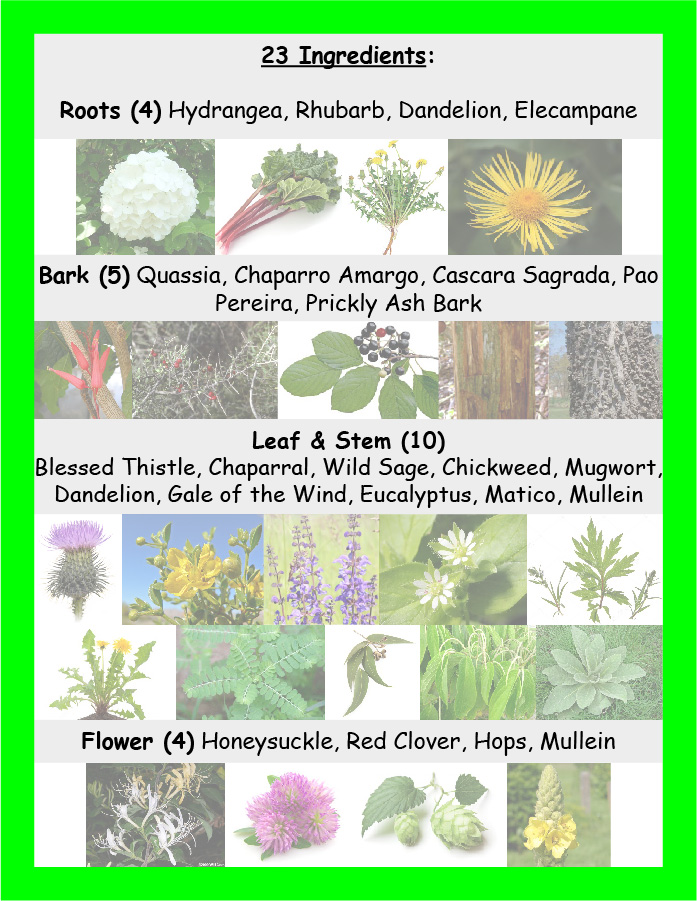 23 Ingredients:
Roots (4) Hydrangea, Rhubarb, Dandelion, Elecampane
Bark (5) Quassia, Chaparro Amargo, Cascara Sagrada, Pao
Pereira, Prickly Ash Bark
Leaf & Stem (10)
Blessed Thistle, Chaparral, Wild Sage, Chickweed, Mugwort,
Dandelion, Gale of the Wind, Eucalyptus, Matico, Mullein
Flower (4) Honeysuckle, Red Clover, Hops, Mullein